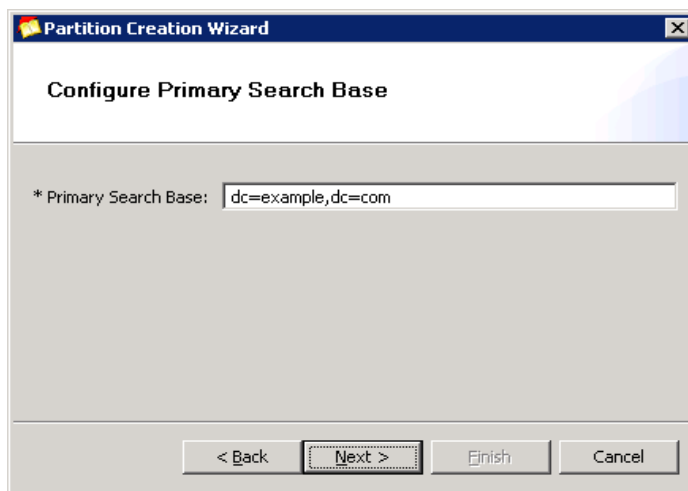 Partition Creation Wizard
Configure Primary Search Base
* Primary Search Base: dc=example,dc=com
< Back Next > Finish Cancel